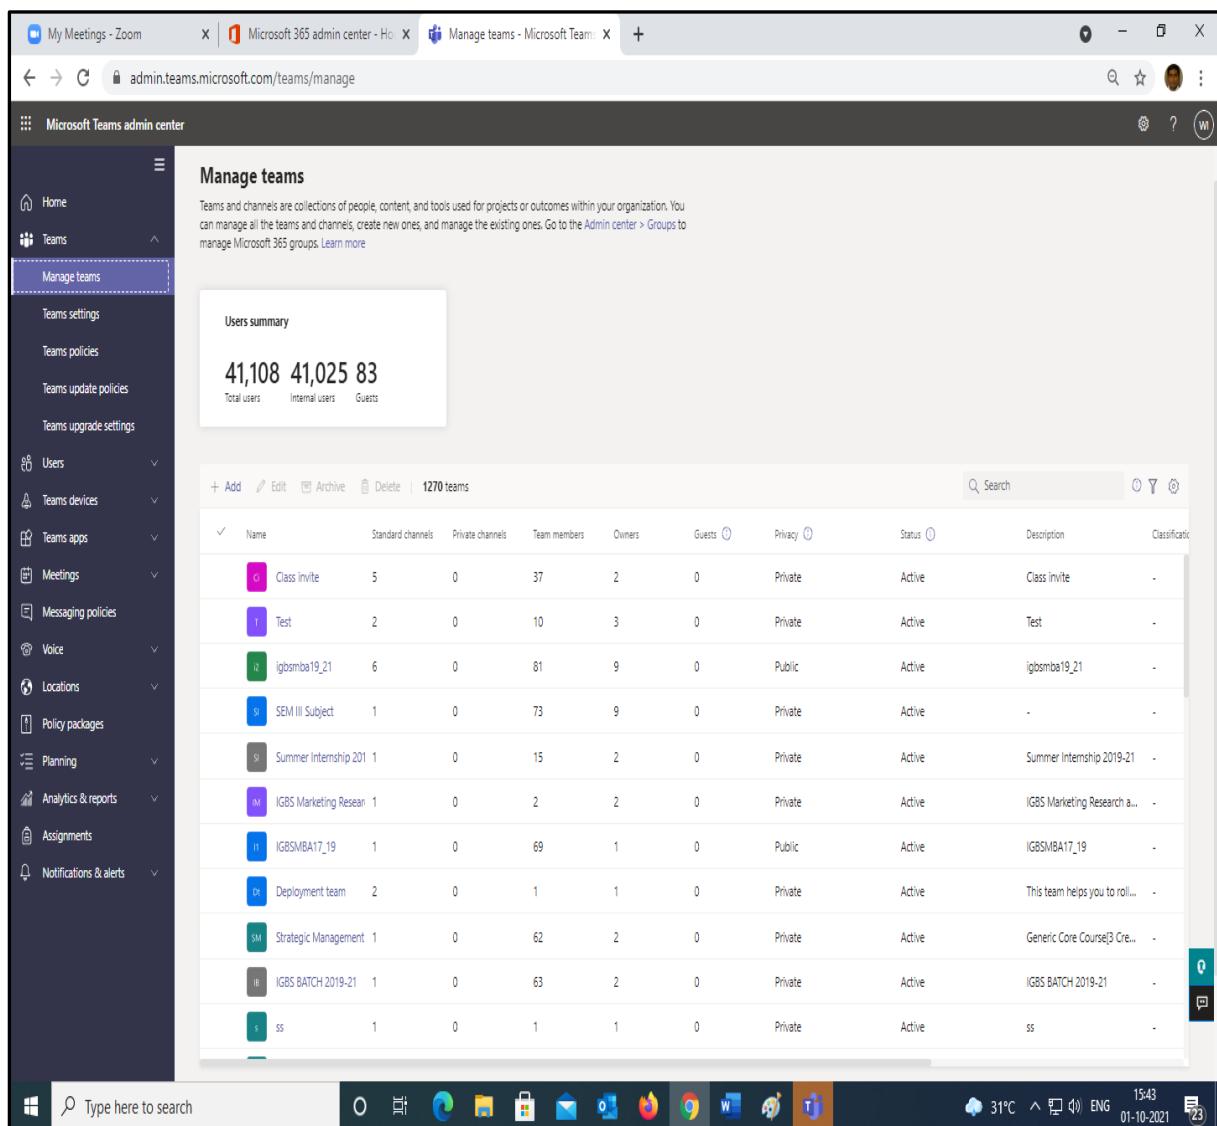 My Meetings - Zoom
Microsoft 365 admin center - Ho
Manage teams - Microsoft Teams
admin.teams.microsoft.com/teams/manage
Microsoft Teams admin center
WI
Home
Teams
Manage teams
Teams settings
Teams policies
Teams update policies
Teams upgrade settings
Users
Teams devices
Teams apps
Meetings
Messaging policies
Voice
Locations
Policy packages
Planning
Analytics & reports
Assignments
Notifications & alerts
Manage teams
Teams and channels are collections of people, content, and tools used for projects or outcomes within your organization. You
can manage all the teams and channels, create new ones, and manage the existing ones. Go to the Admin center > Groups to
manage Microsoft 365 groups. Learn more
Users summary
41,108 41,025 83
Total users Internal users Guests
+ Add Edit Archive Delete | 1270 teams Search
Name Standard channels Private channels Team members Owners Guests Privacy Status Description Classificatio
Ci Class invite 5 0 37 2 0 Private Active Class invite -
T Test 2 0 10 3 0 Private Active Test -
i2 igbsmba19_21 6 0 81 9 0 Public Active igbsmba19_21 -
SI SEM III Subject 1 0 73 9 0 Private Active - -
SI Summer Internship 201 1 0 15 2 0 Private Active Summer Internship 2019-21 -
IM IGBS Marketing Resear 1 0 2 2 0 Private Active IGBS Marketing Research a... -
I1 IGBSMBA17_19 1 0 69 1 0 Public Active IGBSMBA17_19 -
Dt Deployment team 2 0 1 1 0 Private Active This team helps you to roll... -
SM Strategic Management 1 0 62 2 0 Private Active Generic Core Course[3 Cre... -
IB IGBS BATCH 2019-21 1 0 63 2 0 Private Active IGBS BATCH 2019-21 -
s ss 1 0 1 1 0 Private Active ss -
Type here to search
31°C ENG
15:43
01-10-2021
23